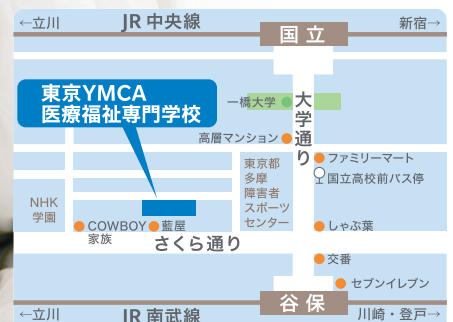 ←立川
JR 中央線
新宿→
国立
東京YMCA
医療福祉専門学校
一橋大学
大学通り
高層マンション
ファミリーマート
国立高校前バス停
東京都
多摩
障害者
スポーツ
センター
NHK
学園
COWBOY
家族
藍屋
さくら通り
しゃぶ葉
交番
セブンイレブン
谷保
←立川
JR 南武線
川崎・登戸→